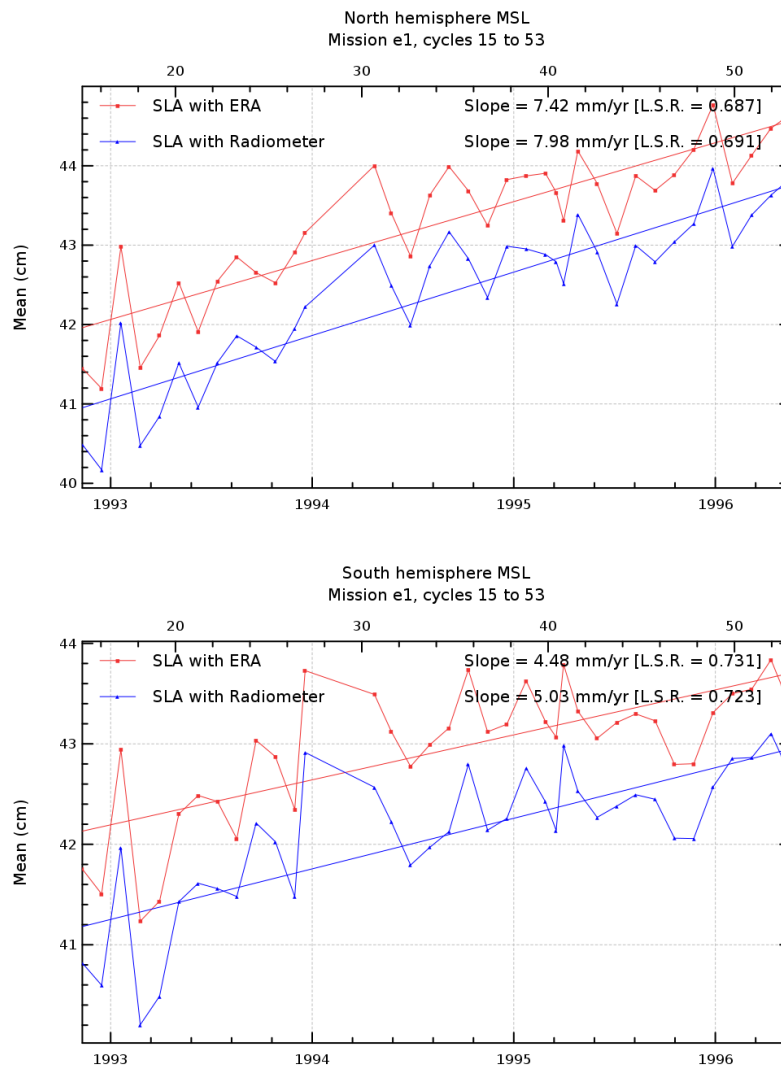 North hemisphere MSL
Mission e1, cycles 15 to 53
20 30 40 50
SLA with ERA Slope = 7.42 mm/yr [L.S.R. = 0.687]
SLA with Radiometer Slope = 7.98 mm/yr [L.S.R. = 0.691]
44
43
Mean (cm)
42
41
40
1993 1994 1995 1996
South hemisphere MSL
Mission e1, cycles 15 to 53
20 30 40 50
44
SLA with ERA Slope = 4.48 mm/yr [L.S.R. = 0.731]
SLA with Radiometer Slope = 5.03 mm/yr [L.S.R. = 0.723]
43
Mean (cm)
42
41
1993 1994 1995 1996